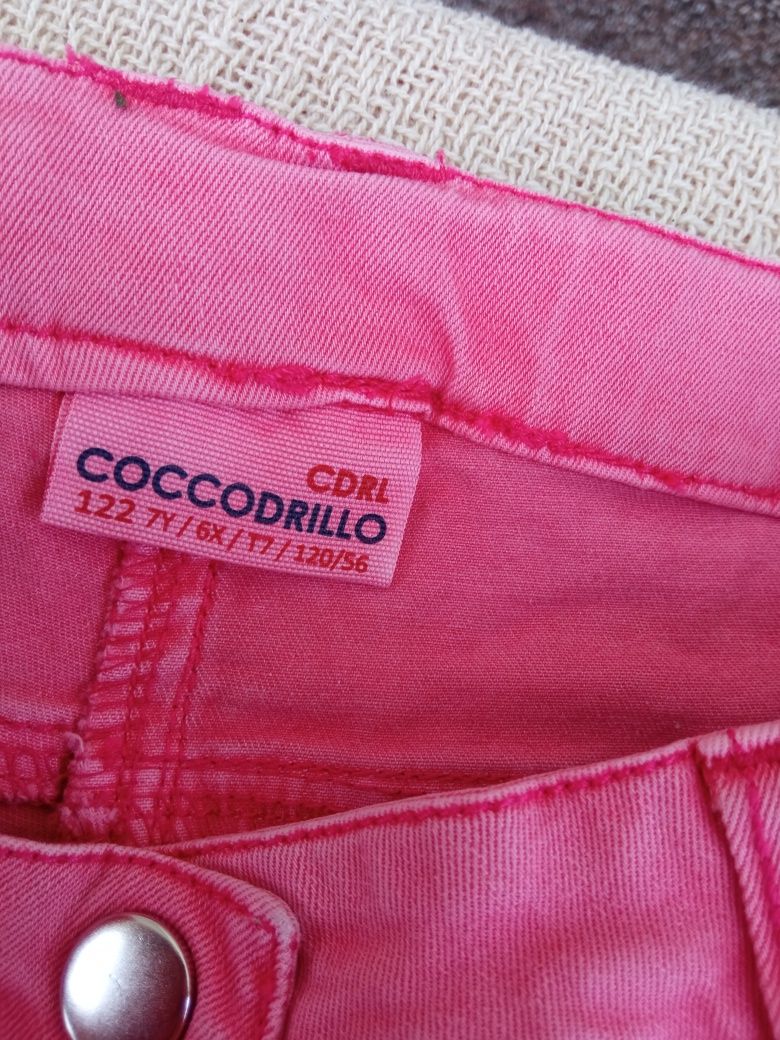 CDRL
COCCODRILLO
122 7Y / 6X / T7 / 120/56